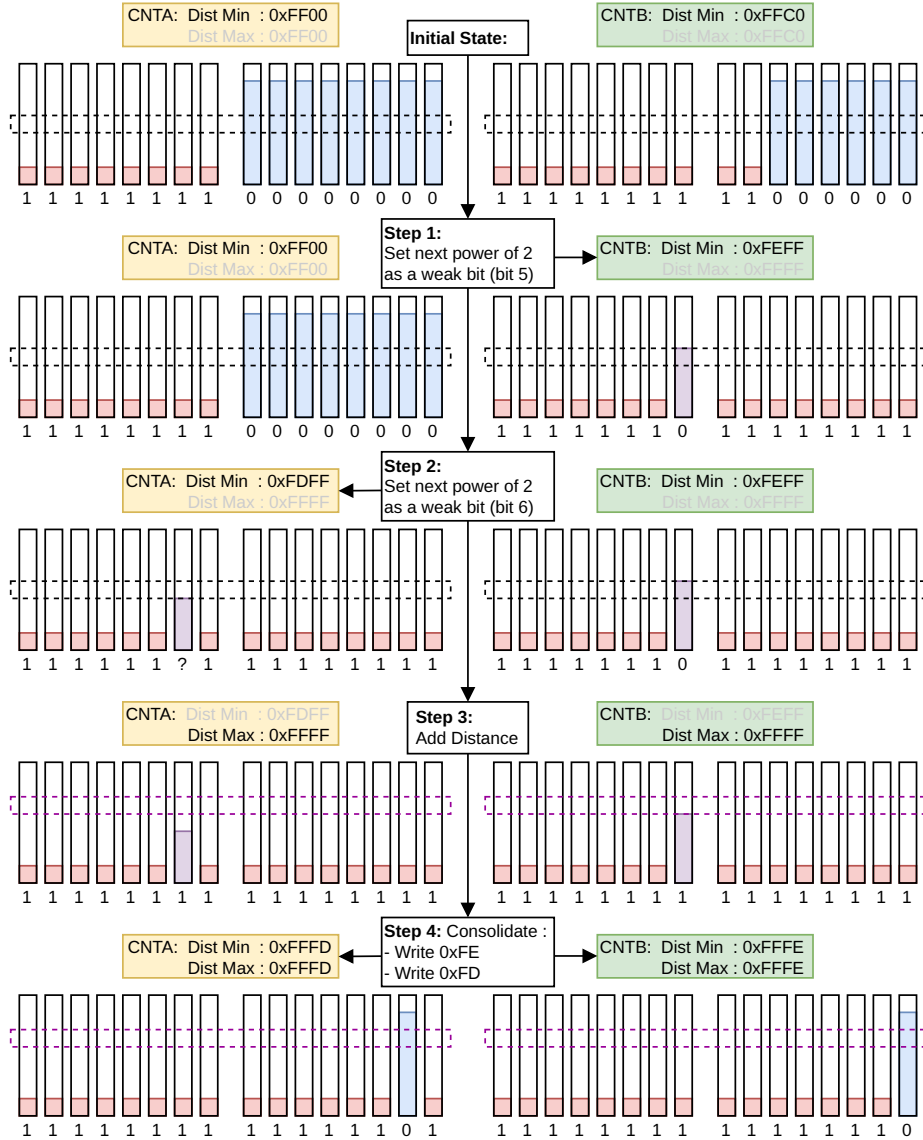 CNTA: Dist Min : 0xFF00
Dist Max : 0xFF00
Initial State:
CNTB: Dist Min : 0xFFC0
Dist Max : 0xFFC0
1 1 1 1 1 1 1 1 0 0 0 0 0 0 0 0
1 1 1 1 1 1 1 1 1 1 0 0 0 0 0 0
CNTA: Dist Min : 0xFF00
Dist Max : 0xFF00
Step 1:
Set next power of 2
as a weak bit (bit 5)
CNTB: Dist Min : 0xFEFF
Dist Max : 0xFFFF
1 1 1 1 1 1 1 1 0 0 0 0 0 0 0 0
1 1 1 1 1 1 1 0 1 1 1 1 1 1 1 1
CNTA: Dist Min : 0xFDFF
Dist Max : 0xFFFF
Step 2:
Set next power of 2
as a weak bit (bit 6)
CNTB: Dist Min : 0xFEFF
Dist Max : 0xFFFF
1 1 1 1 1 1 ? 1 1 1 1 1 1 1 1 1
1 1 1 1 1 1 1 0 1 1 1 1 1 1 1 1
CNTA: Dist Min : 0xFDFF
Dist Max : 0xFFFF
Step 3:
Add Distance
CNTB: Dist Min : 0xFEFF
Dist Max : 0xFFFF
1 1 1 1 1 1 1 1 1 1 1 1 1 1 1 1
1 1 1 1 1 1 1 1 1 1 1 1 1 1 1 1
CNTA: Dist Min : 0xFFFD
Dist Max : 0xFFFD
Step 4: Consolidate :
- Write 0xFE
- Write 0xFD
CNTB: Dist Min : 0xFFFE
Dist Max : 0xFFFE
1 1 1 1 1 1 1 1 1 1 1 1 1 1 0 1
1 1 1 1 1 1 1 1 1 1 1 1 1 1 1 0